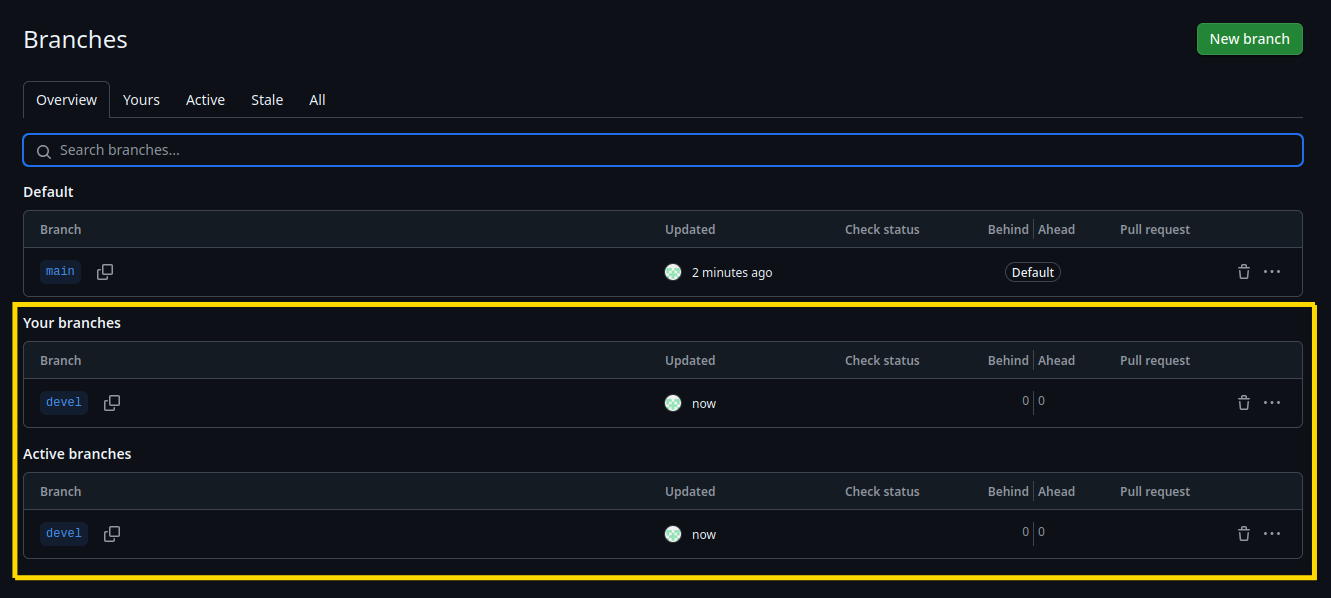 Branches
New branch
Overview Yours Active Stale All
Search branches...
Default
Branch Updated Check status Behind Ahead Pull request
main 2 minutes ago Default
Your branches
Branch Updated Check status Behind Ahead Pull request
devel now 0 0
Active branches
Branch Updated Check status Behind Ahead Pull request
devel now 0 0